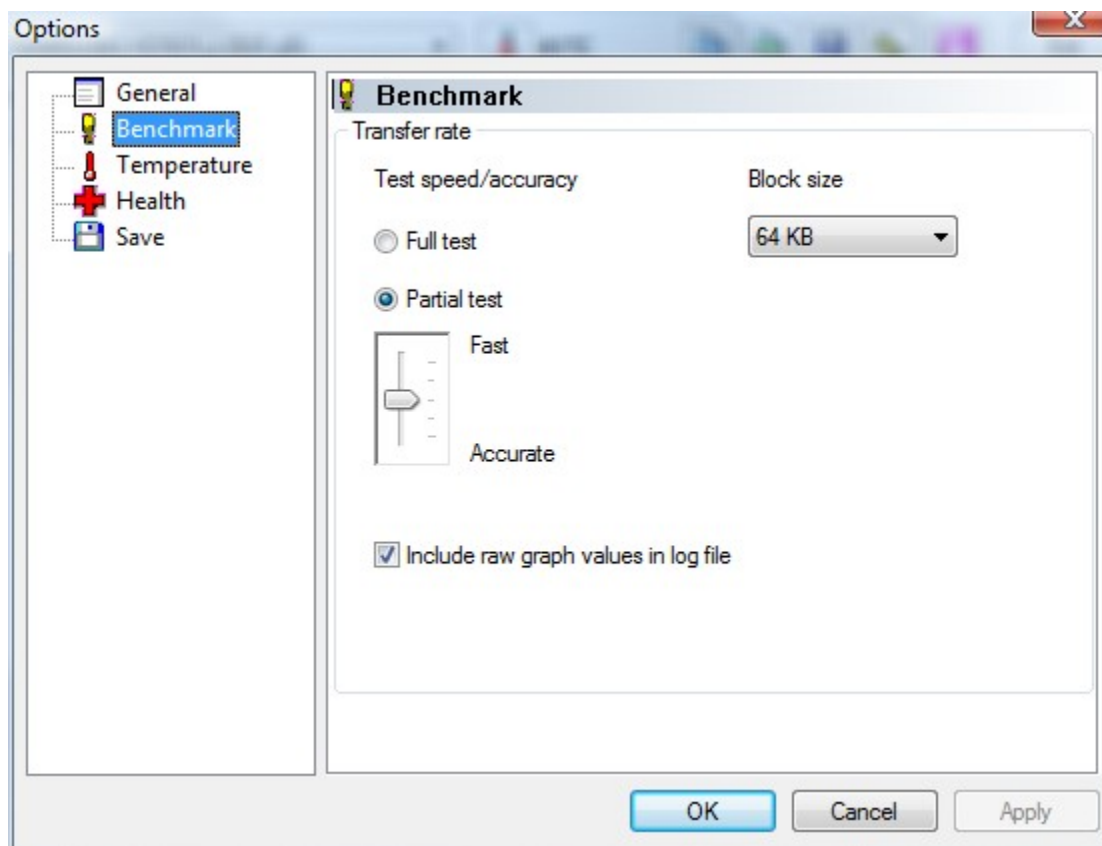 Options
General
Benchmark
Temperature
Health
Save
Benchmark
Transfer rate
Test speed/accuracy
Block size
Full test
64 KB
Partial test
Fast
Accurate
Include raw graph values in log file
OK
Cancel
Apply